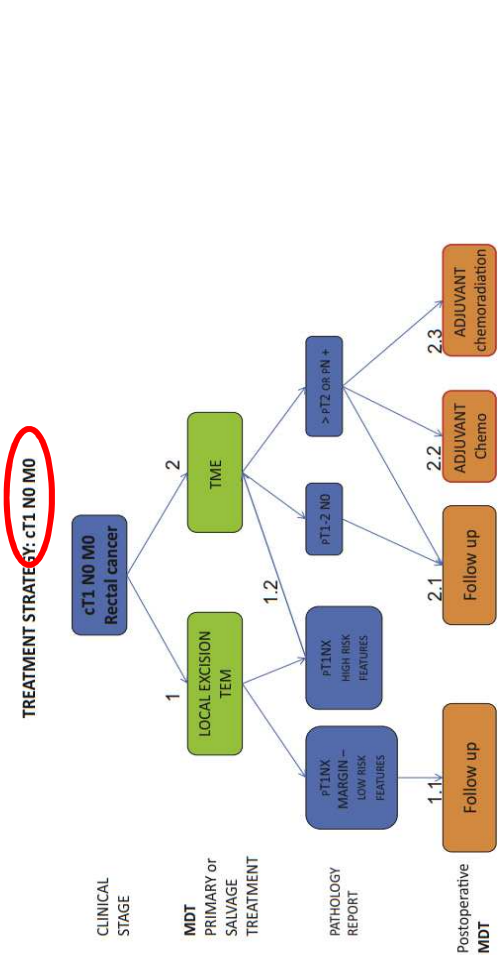 TREATMENT STRATEGY: cT1 N0 M0
CLINICAL
STAGE
cT1 N0 M0
Rectal cancer
1
2
MDT
PRIMARY or
SALVAGE
TREATMENT
LOCAL EXCISION
TEM
TME
1.2
PATHOLOGY
REPORT
PT1NX
MARGIN –
LOW RISK
FEATURES
PT1NX
HIGH RISK
FEATURES
PT1-2 N0
> PT2 OR PN +
1.1
2.1
2.2
2.3
Postoperative
MDT
Follow up
Follow up
ADJUVANT
Chemo
ADJUVANT
chemoradiation